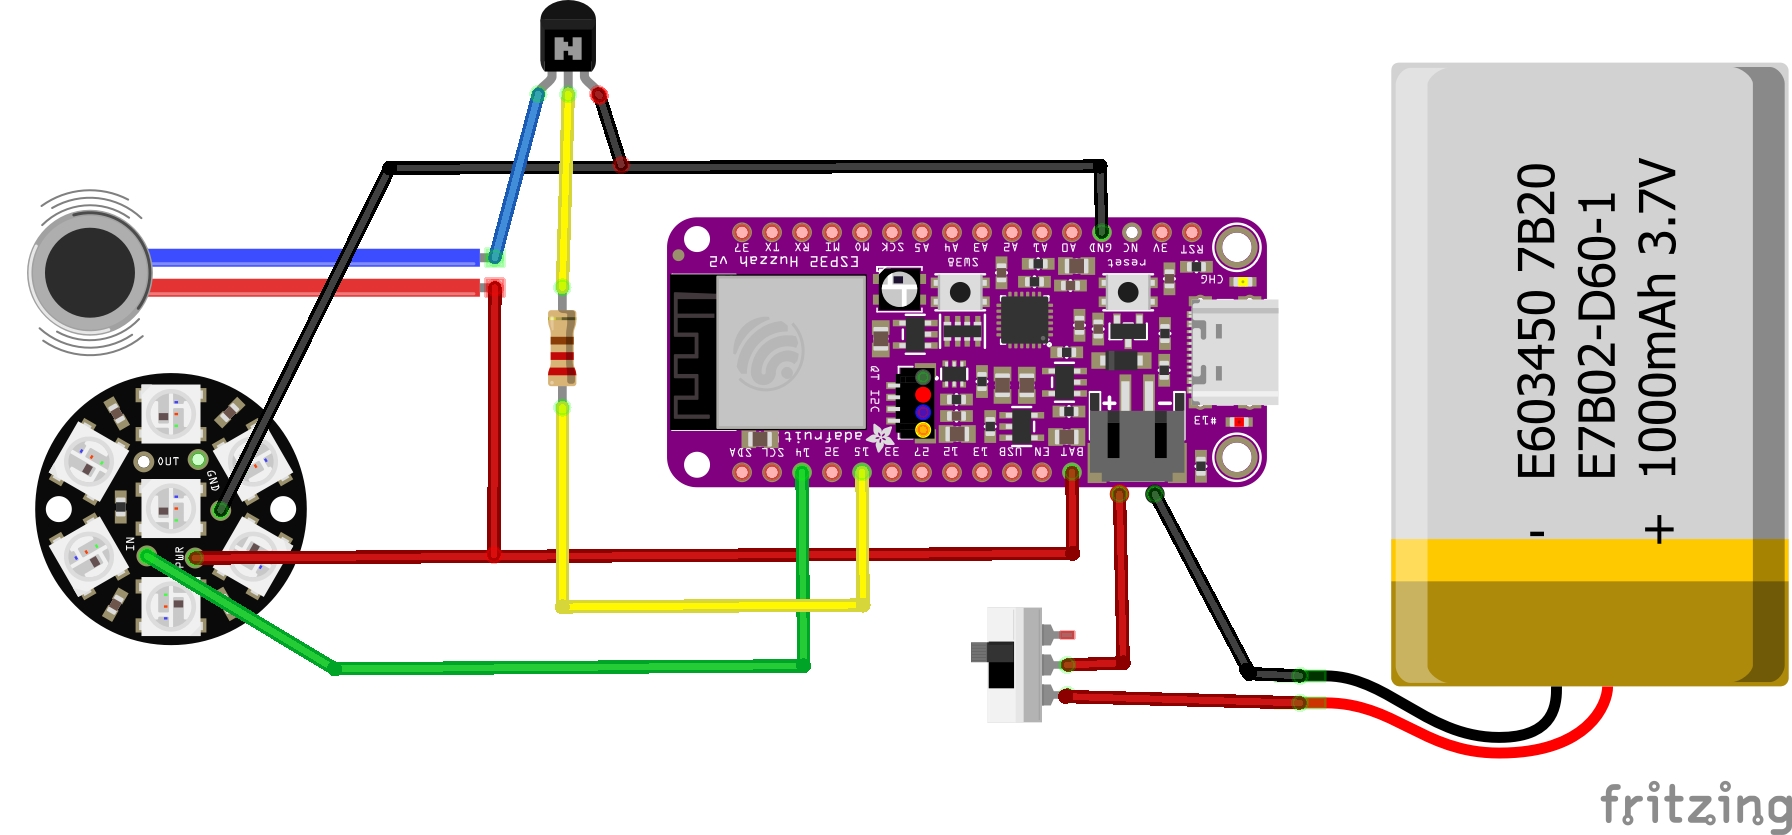 N
37 TX RX MI MO SCK A5 A4 A3 A2 A1 A0 GND NC 3V RST
ESP32 Huzzah v2
SW38
reset
CHG
QT I2C
+ -
#13
adafruit
SDA SCL 14 32 15 33 27 12 13 USB EN BAT
OUT
GND
IN
PWR
E603450 7B20
E7B02-D60-1
1000mAh 3.7V
- +
fritzing